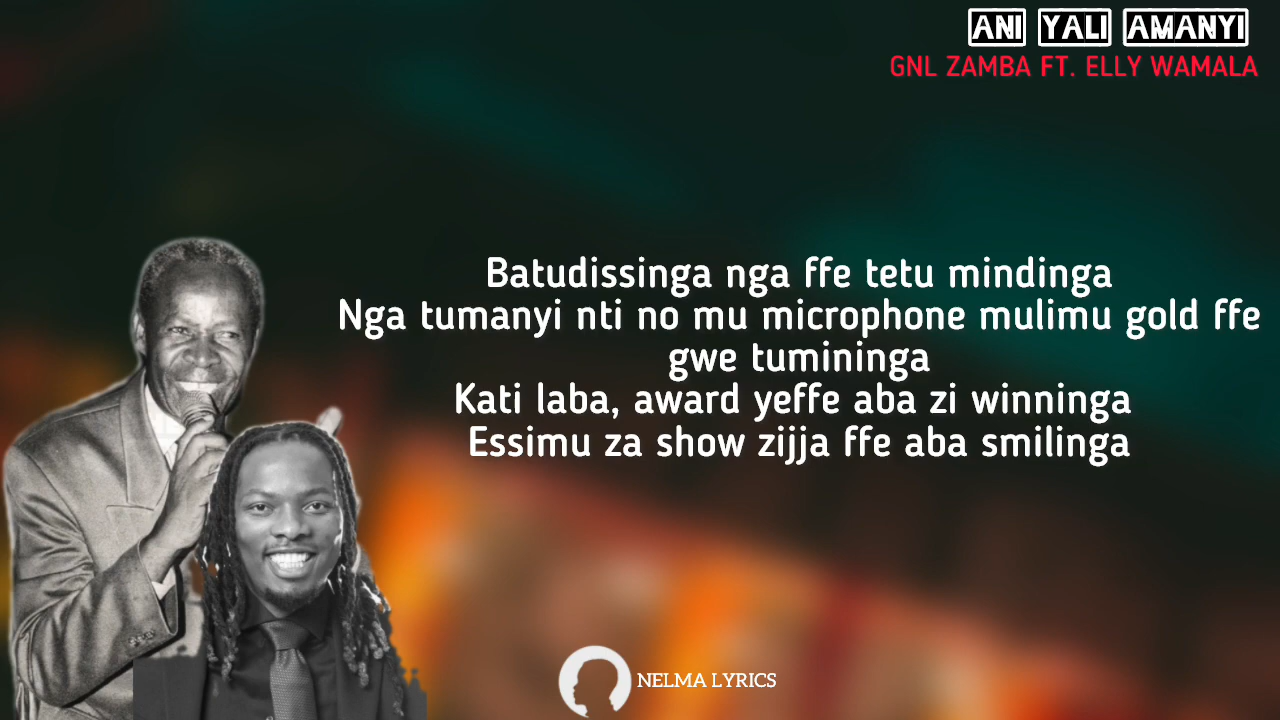 ANI YALI AMANYI
GNL ZAMBA FT. ELLY WAMALA
Batudissinga nga ffe tetu mindinga
Nga tumanyi nti no mu microphone mulimu gold ffe
gwe tumininga
Kati laba, award yeffe aba zi winninga
Essimu za show zijja ffe aba smilinga
NELMA LYRICS